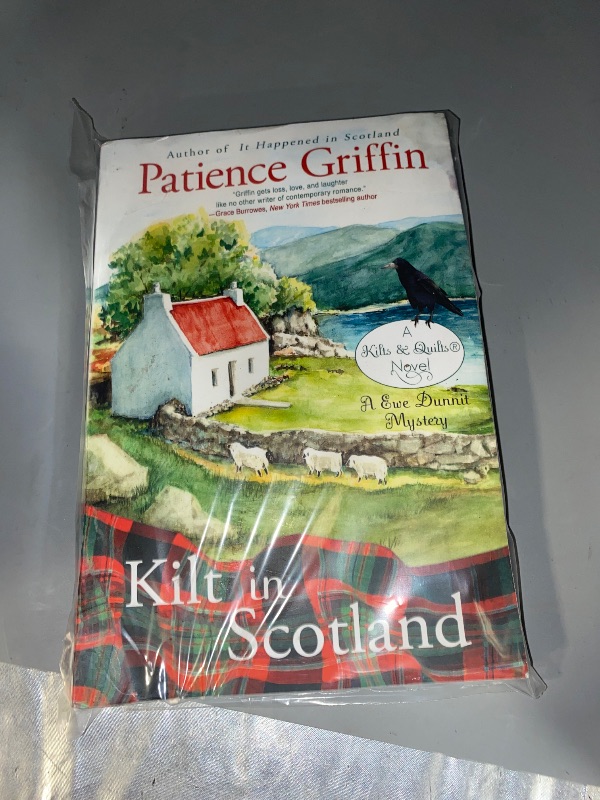 Author of It Happened in Scotland
Patience Griffin
"Griffin gets loss, love, and laughter
like no other writer of contemporary romance."
—Grace Burrowes, New York Times bestselling author
A
Kilts & Quilts®
Novel
A Ewe Dunnit
Mystery
Kilt in
Scotland